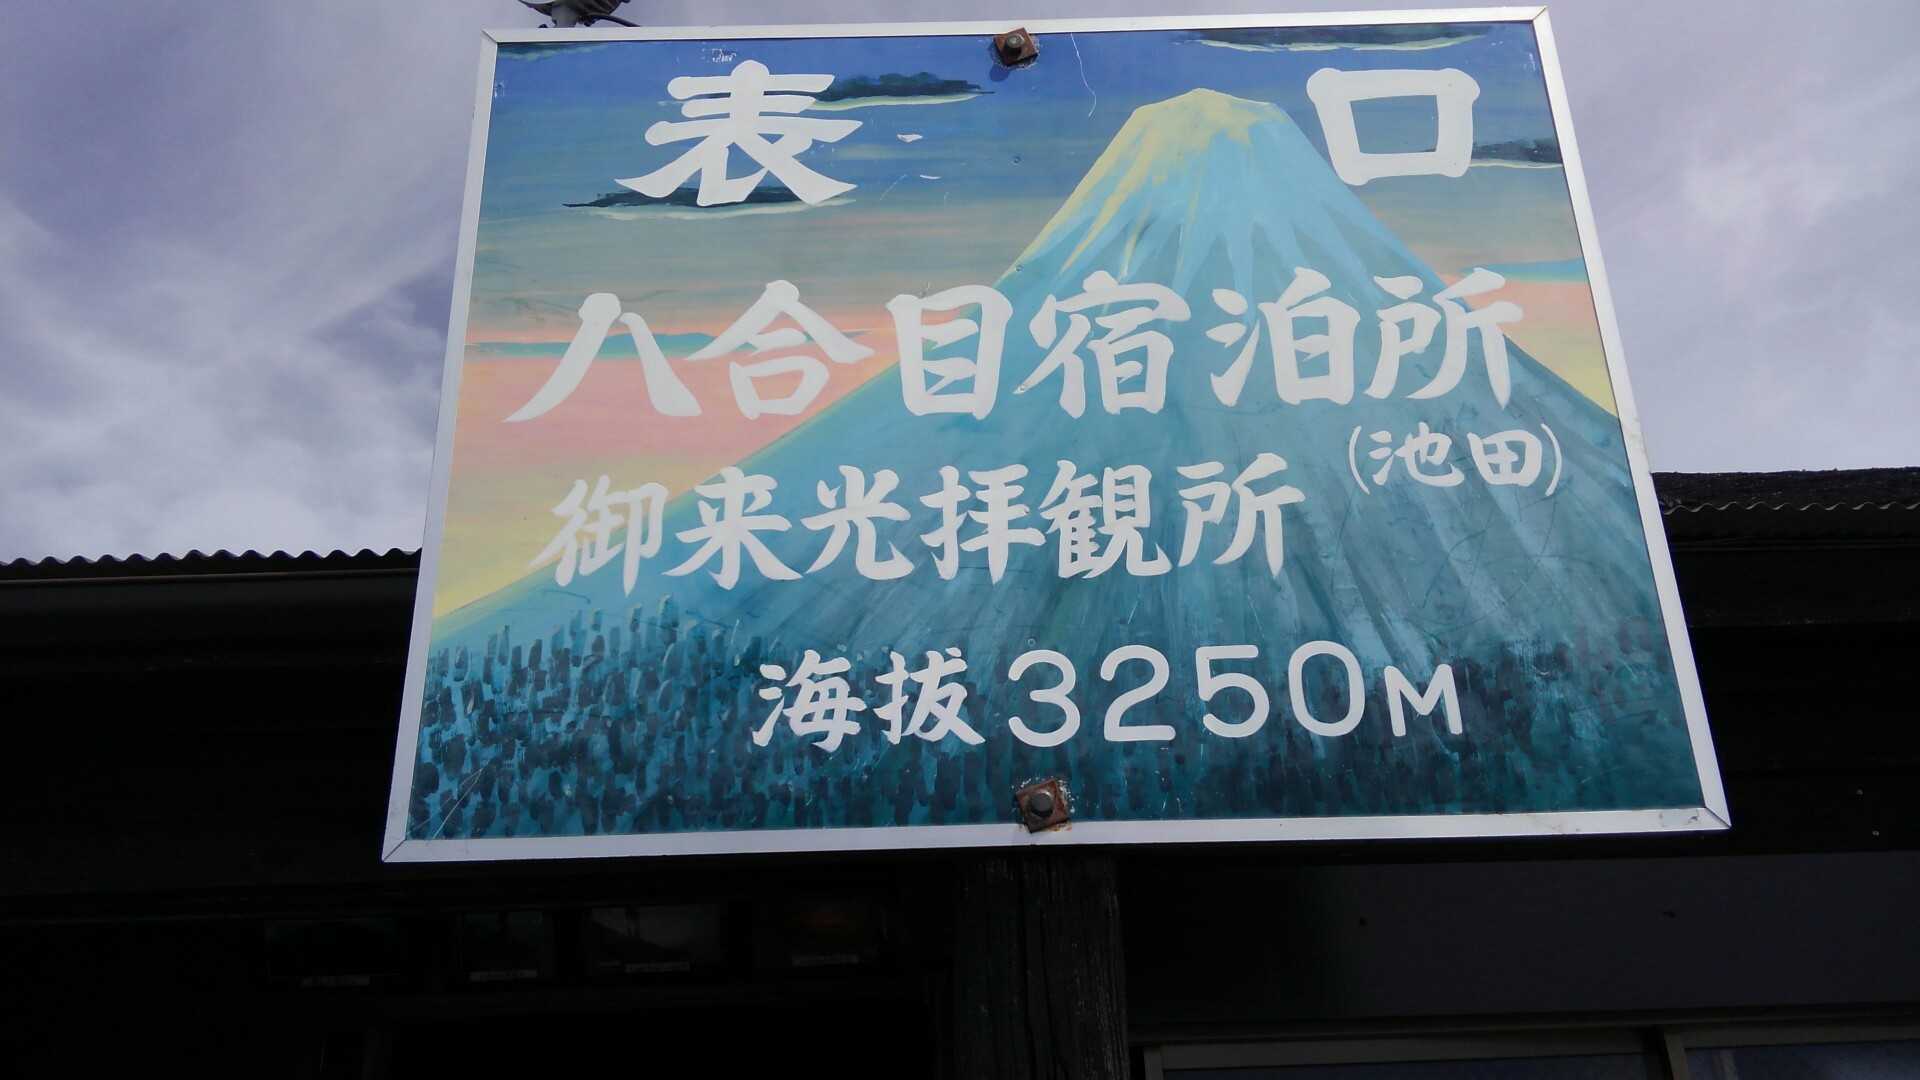 表口
八合目宿泊所
(池田)
御来光拝観所
海抜3250M